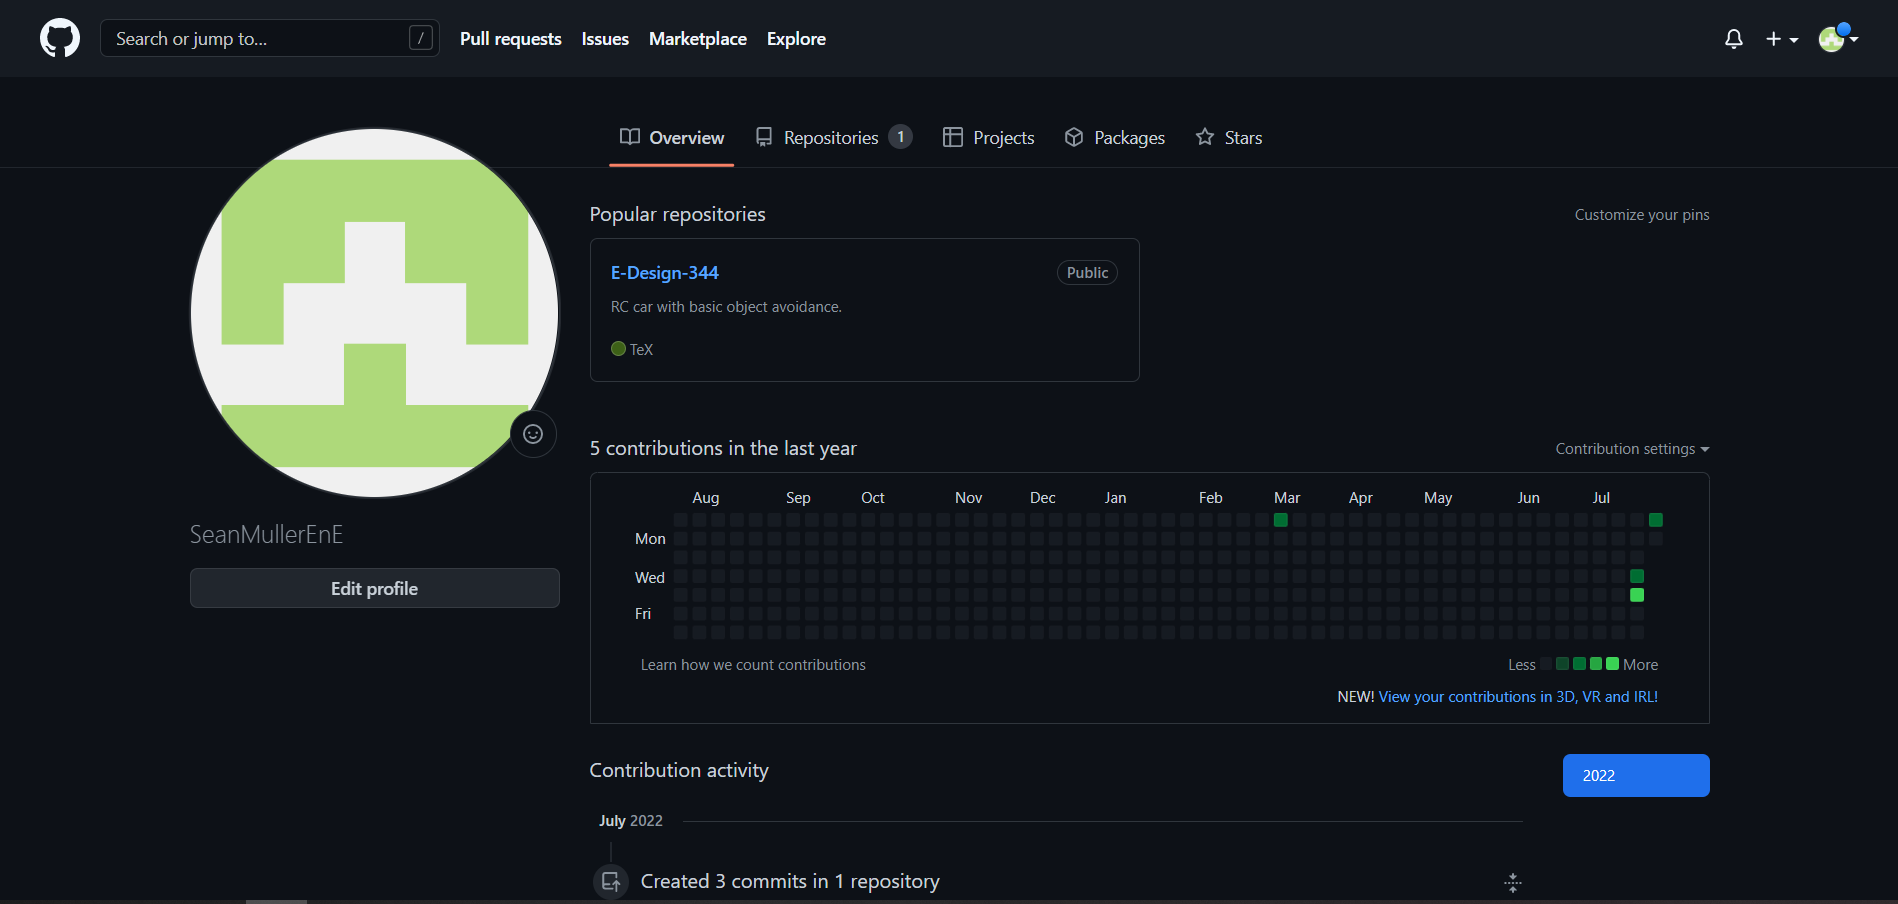 Search or jump to... /
Pull requests Issues Marketplace Explore
Overview Repositories 1 Projects Packages Stars
Popular repositories Customize your pins
E-Design-344 Public
RC car with basic object avoidance.
TeX
SeanMullerEnE
Edit profile
5 contributions in the last year Contribution settings
Aug Sep Oct Nov Dec Jan Feb Mar Apr May Jun Jul
Mon
Wed
Fri
Learn how we count contributions Less More
NEW! View your contributions in 3D, VR and IRL!
Contribution activity 2022
July 2022
Created 3 commits in 1 repository